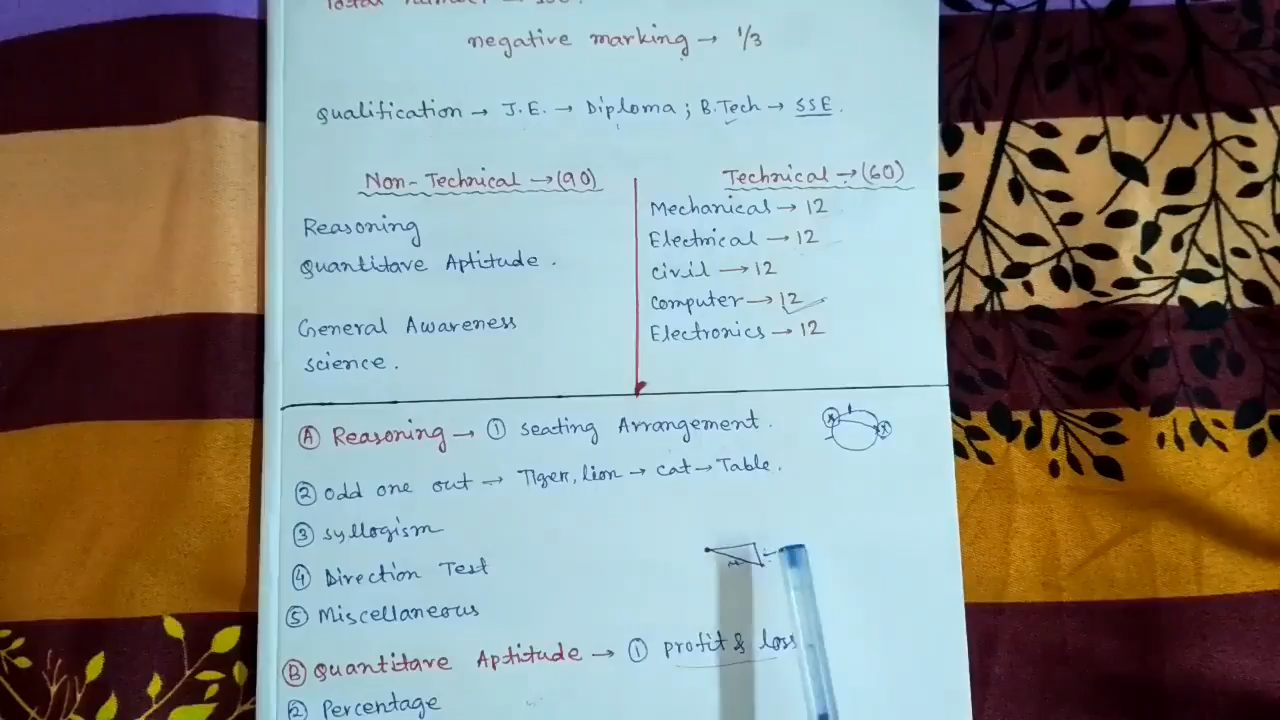 negative marking → 1/3
qualification → J.E. → Diploma ; B.Tech → SSE.
Non-Technical → (90)
Reasoning
Quantitave Aptitude.
General Awareness
science.
Technical → (60)
Mechanical → 12
Electrical → 12
civil → 12
computer → 12
Electronics → 12
Ⓐ Reasoning → ① seating Arrangement.
② odd one out → Tiger, lion → cat → Table.
③ syllogism
④ Direction Test
⑤ Miscellaneous
Ⓑ Quantitave Aptitude → ① profit & loss
② Percentage